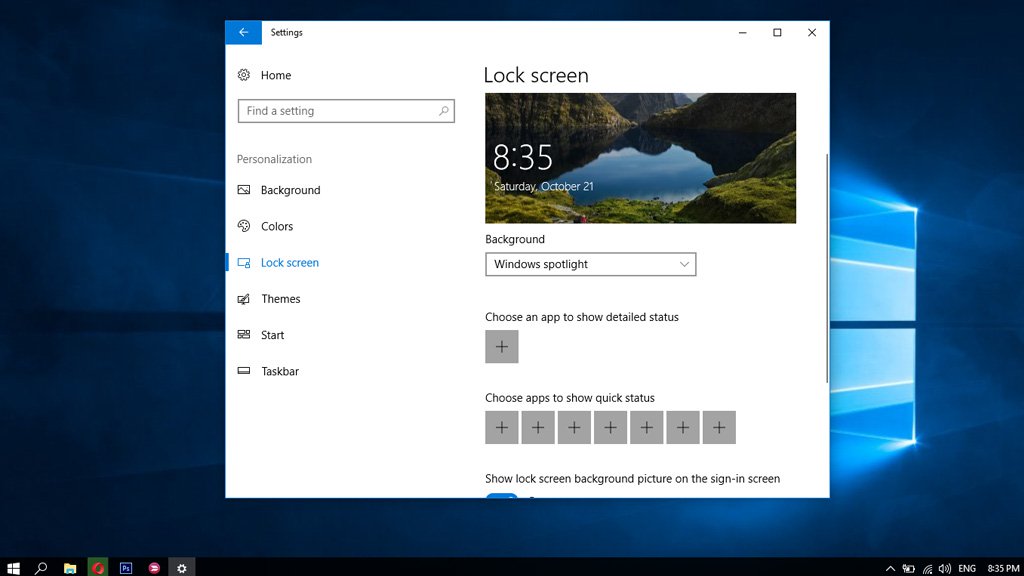 Settings
Home
Find a setting
Personalization
Background
Colors
Lock screen
Themes
Start
Taskbar
Lock screen
8:35
Saturday, October 21
Background
Windows spotlight
Choose an app to show detailed status
Choose apps to show quick status
Show lock screen background picture on the sign-in screen
Ps
ENG
8:35 PM